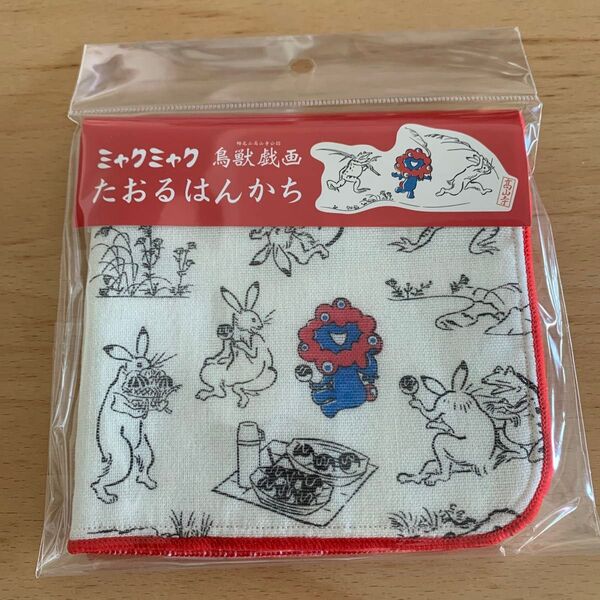 ミャクミャク 鳥獣戯画
たおるはんかち
高山寺